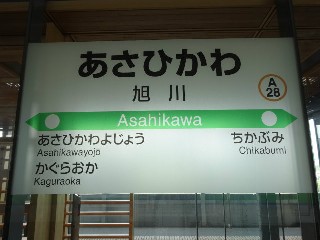 あさひかわ
旭川
A
28
Asahikawa
あさひかわよじょう
Asahikawayojo
ちかぶみ
Chikabumi
かぐらおか
Kaguraoka